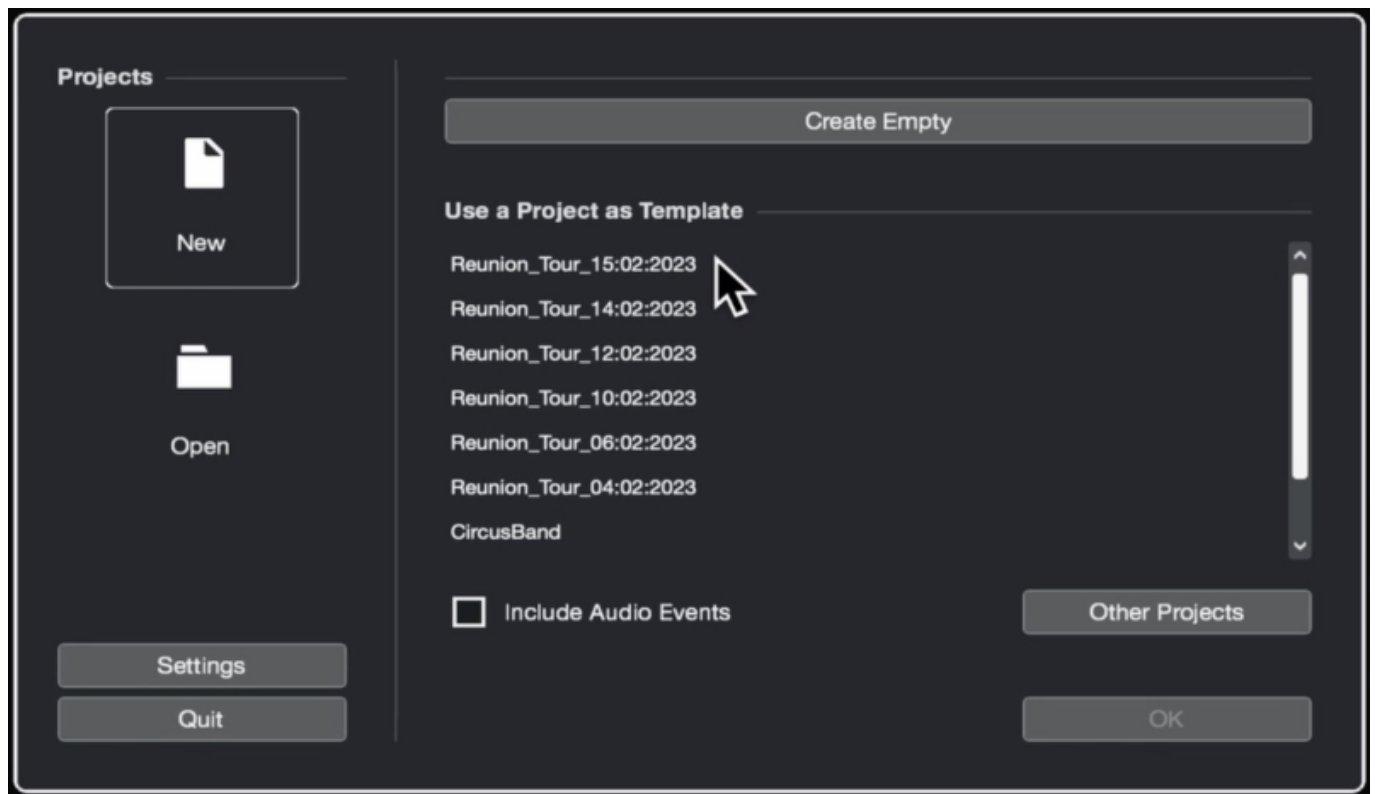 Projects
New
Open
Settings
Quit
Create Empty
Use a Project as Template
Reunion_Tour_15:02:2023
Reunion_Tour_14:02:2023
Reunion_Tour_12:02:2023
Reunion_Tour_10:02:2023
Reunion_Tour_06:02:2023
Reunion_Tour_04:02:2023
CircusBand
Include Audio Events
Other Projects
OK